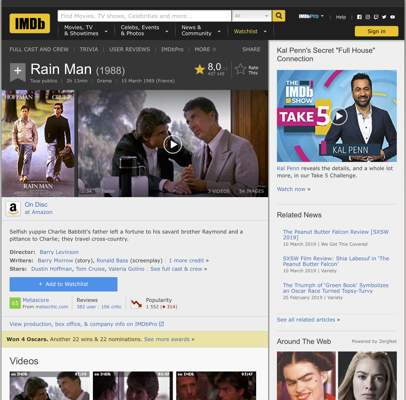 IMDb
Find Movies, TV shows, Celebrities and more...
All
IMDbPro
Help
Movies, TV & Showtimes
Celebs, Events & Photos
News & Community
Watchlist
Sign in
FULL CAST AND CREW | TRIVIA | USER REVIEWS | IMDbPro | MORE
SHARE
Rain Man (1988)
Tous publics | 2h 13min | Drama | 15 March 1989 (France)
8,0
Rate This
HOFFMAN
CRUISE
RAIN MAN
Trailer
3 VIDEOS | 54 IMAGES
On Disc
at Amazon
Selfish yuppie Charlie Babbitt's father left a fortune to his savant brother Raymond and a
pittance to Charlie; they travel cross-country.
Director: Barry Levinson
Writers: Barry Morrow (story), Ronald Bass (screenplay) | 1 more credit »
Stars: Dustin Hoffman, Tom Cruise, Valeria Golino | See full cast & crew »
+ Add to Watchlist
65
Metascore
From metacritic.com
Reviews
382 user | 106 critic
Popularity
1 552
View production, box office, & company info on IMDbPro
Won 4 Oscars. Another 22 wins & 22 nominations. See more awards »
Videos
Kal Penn's Secret "Full House"
Connection
THE
IMDb
SHOW
TAKE 5
KAL PENN
Kal Penn reveals the details, and a whole lot
more, in our Take 5 Challenge.
Watch now »
Related News
The Peanut Butter Falcon Review [SXSW
2019]
10 March 2019 | We Got This Covered
SXSW Film Review: Shia Labeouf in 'The
Peanut Butter Falcon'
10 March 2019 | Variety
The Triumph of 'Green Book' Symbolizes
an Oscar Season Turned Topsy-Turvy
25 February 2019 | Variety
See all related articles »
Around The Web
Powered by ZergNet